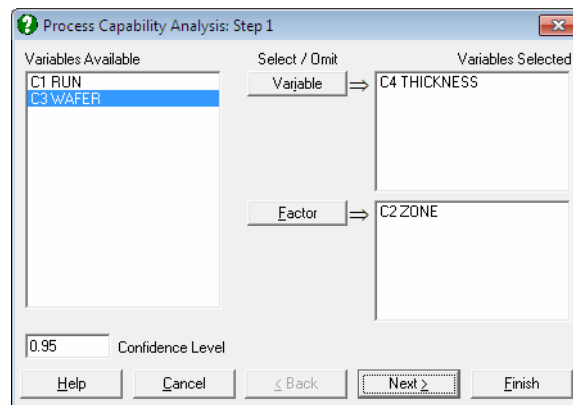 Process Capability Analysis: Step 1
Variables Available
Select / Omit
Variables Selected
C1 RUN
C3 WAFER
Variable
⇒
C4 THICKNESS
Factor
⇒
C2 ZONE
0.95
Confidence Level
Help
Cancel
< Back
Next >
Finish